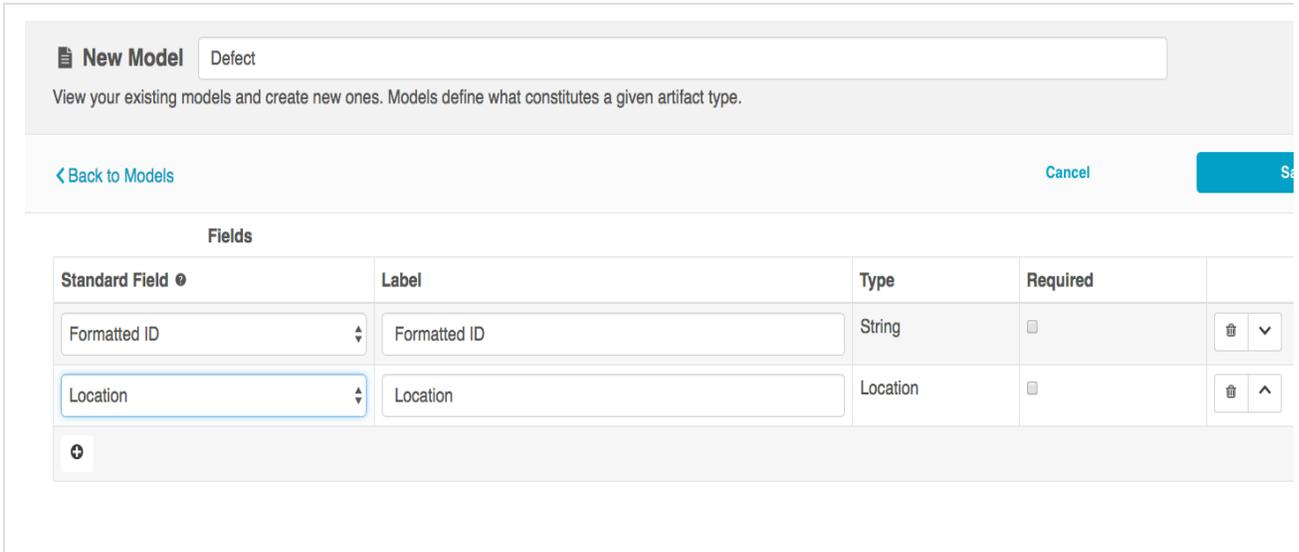 New Model Defect
View your existing models and create new ones. Models define what constitutes a given artifact type.
Back to Models Cancel Sa
Fields
Standard Field Label Type Required
Formatted ID Formatted ID String
Location Location Location